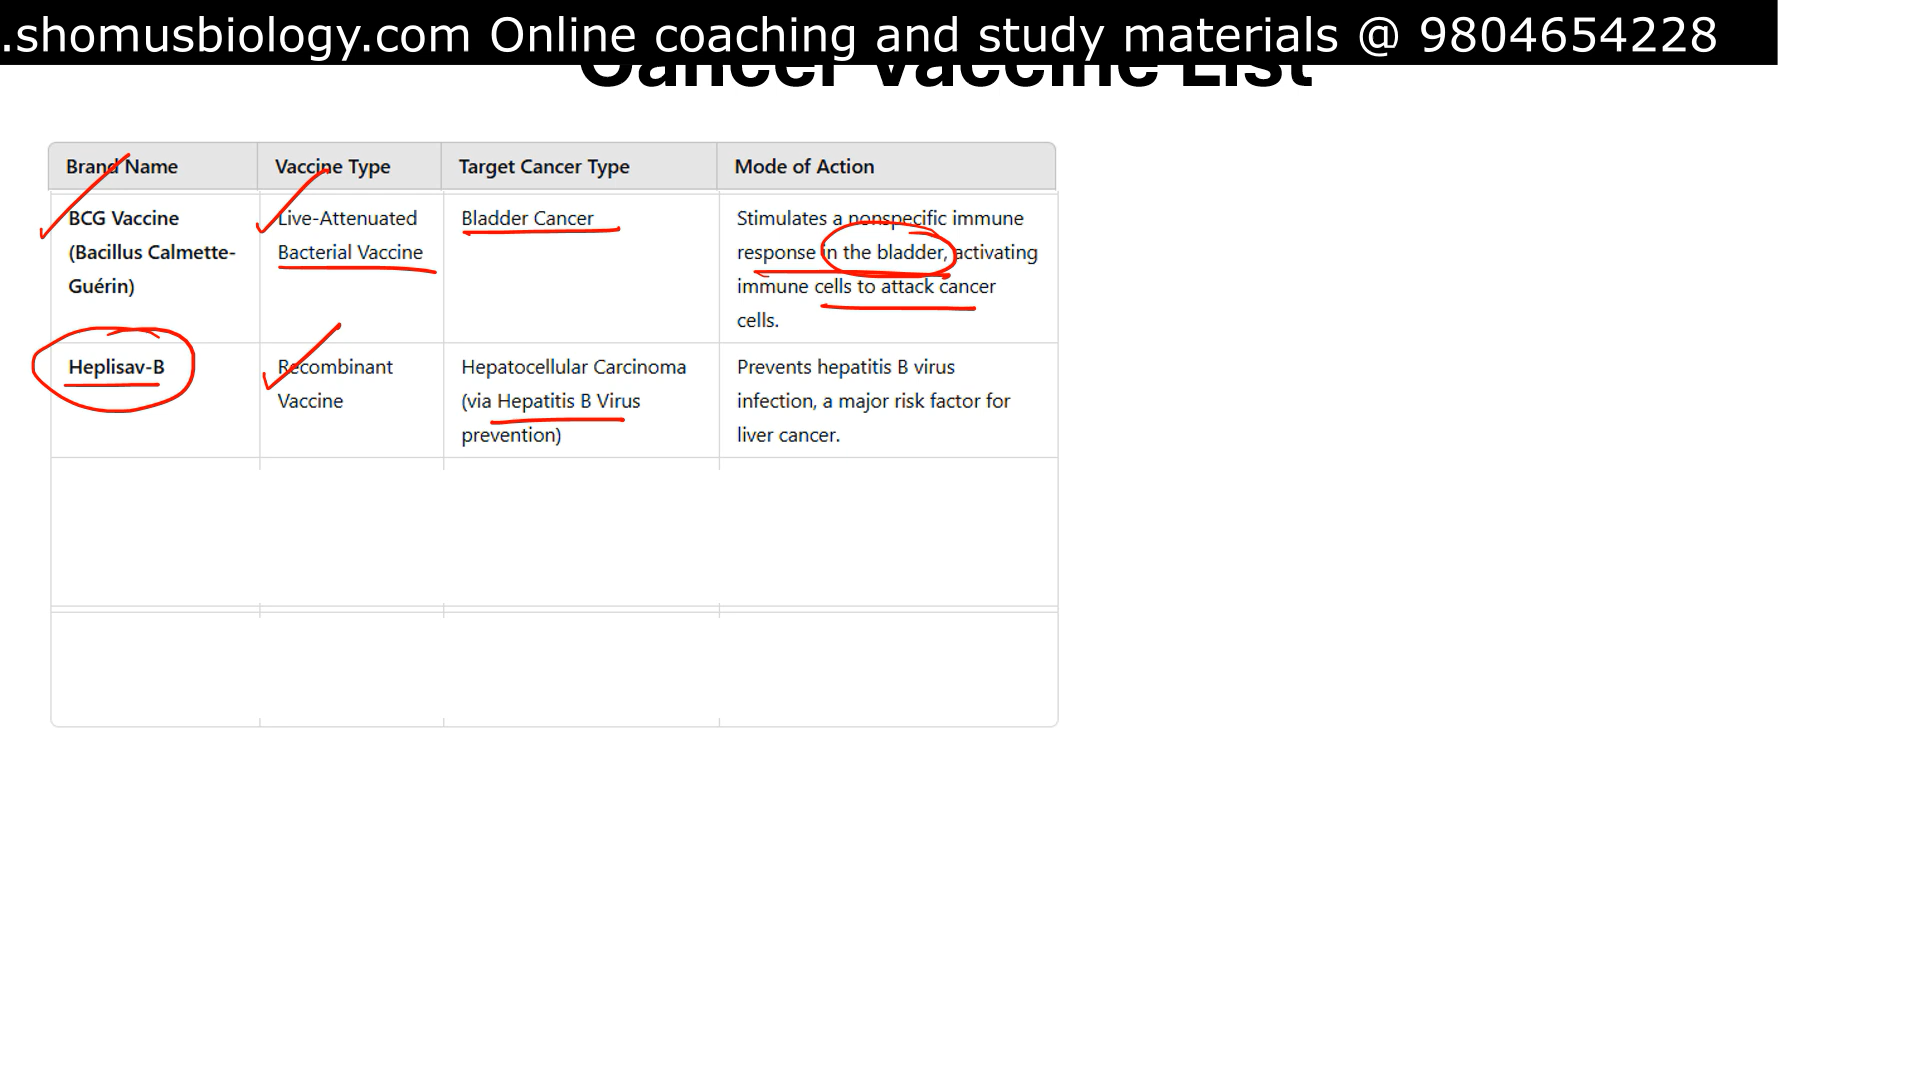 .shomusbiology.com Online coaching and study materials @ 9804654228
Cancer Vaccine List
Brand Name Vaccine Type Target Cancer Type Mode of Action
BCG Vaccine
(Bacillus Calmette-
Guérin)
Live-Attenuated
Bacterial Vaccine
Bladder Cancer
Stimulates a nonspecific immune
response in the bladder, activating
immune cells to attack cancer
cells.
Heplisav-B
Recombinant
Vaccine
Hepatocellular Carcinoma
(via Hepatitis B Virus
prevention)
Prevents hepatitis B virus
infection, a major risk factor for
liver cancer.